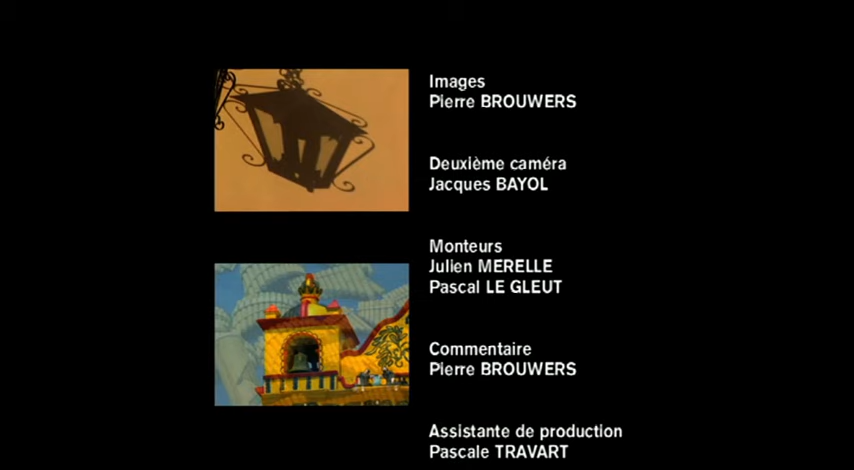 Images
Pierre BROUWERS
Deuxième caméra
Jacques BAYOL
Monteurs
Julien MERELLE
Pascal LE GLEUT
Commentaire
Pierre BROUWERS
Assistante de production
Pascale TRAVART